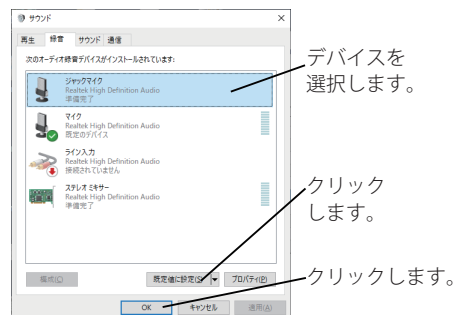 サウンド
再生 録音 サウンド 通信
次のオーディオ録音デバイスがインストールされています:
ジャックマイク
Realtek High Definition Audio
準備完了
マイク
Realtek High Definition Audio
既定のデバイス
ライン入力
Realtek High Definition Audio
接続されていません
ステレオ ミキサー
Realtek High Definition Audio
準備完了
構成(C)
既定値に設定(S)
プロパティ(P)
OK
キャンセル
適用(A)
デバイスを
選択します。
クリック
します。
クリックします。